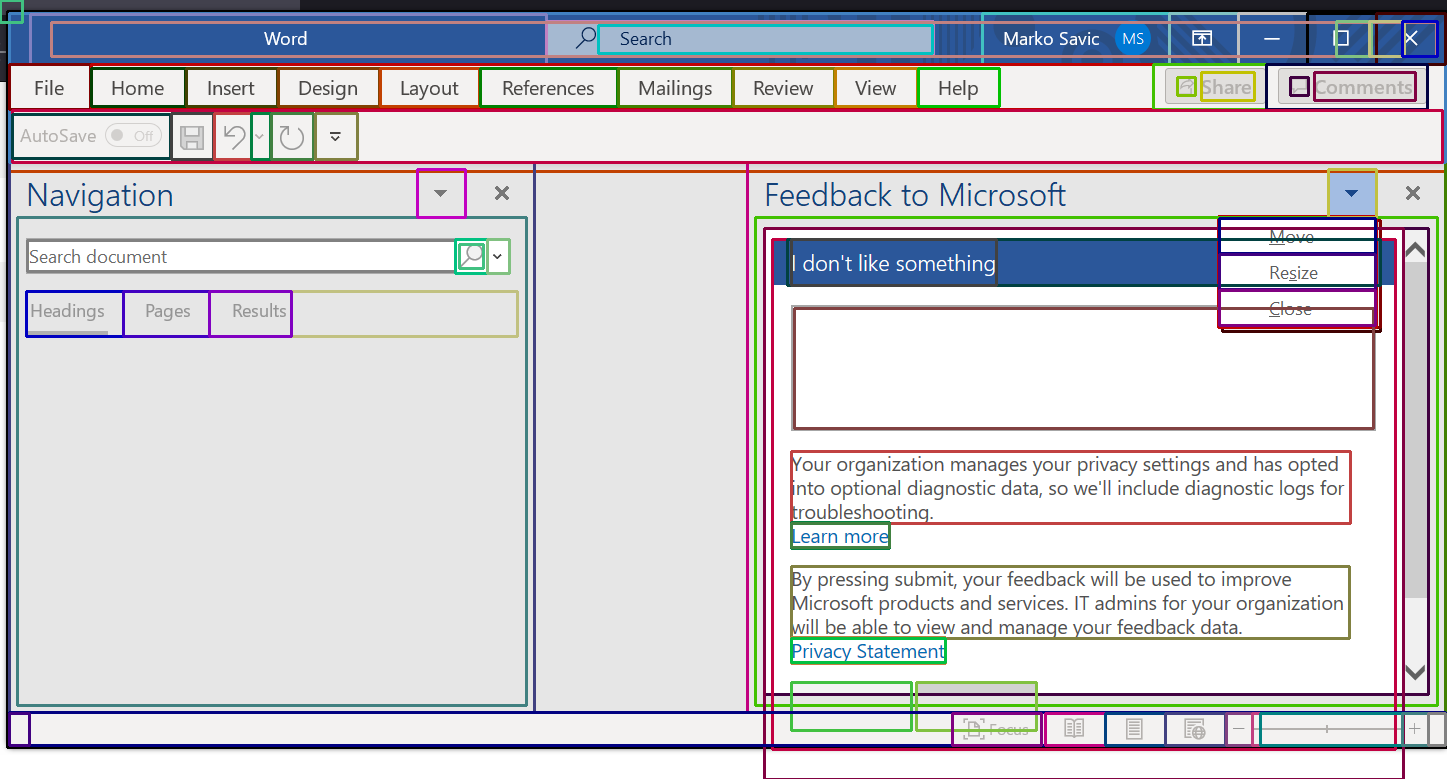 Word
Search
Marko Savic MS
File Home Insert Design Layout References Mailings Review View Help Share Comments
AutoSave Off
Navigation
Search document
Headings Pages Results
Feedback to Microsoft
Move
Resize
Close
I don't like something
Your organization manages your privacy settings and has opted
into optional diagnostic data, so we'll include diagnostic logs for
troubleshooting.
Learn more
By pressing submit, your feedback will be used to improve
Microsoft products and services. IT admins for your organization
will be able to view and manage your feedback data.
Privacy Statement
Focus